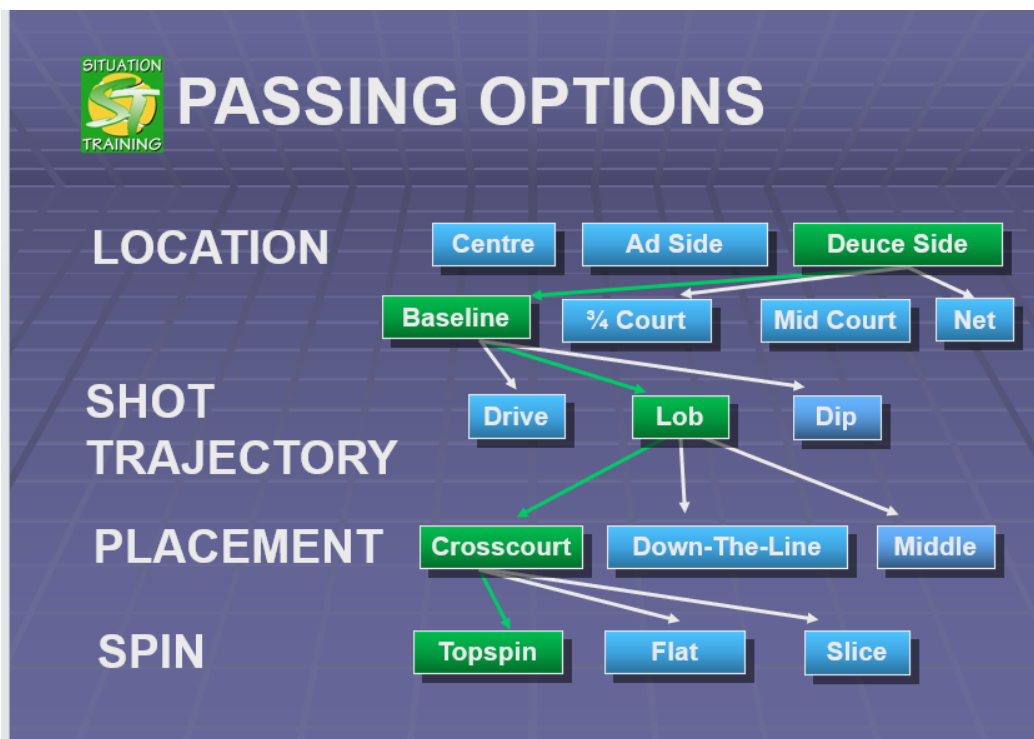 SITUATION
ST
TRAINING
PASSING OPTIONS
LOCATION
Centre
Ad Side
Deuce Side
Baseline
¾ Court
Mid Court
Net
SHOT
TRAJECTORY
Drive
Lob
Dip
PLACEMENT
Crosscourt
Down-The-Line
Middle
SPIN
Topspin
Flat
Slice